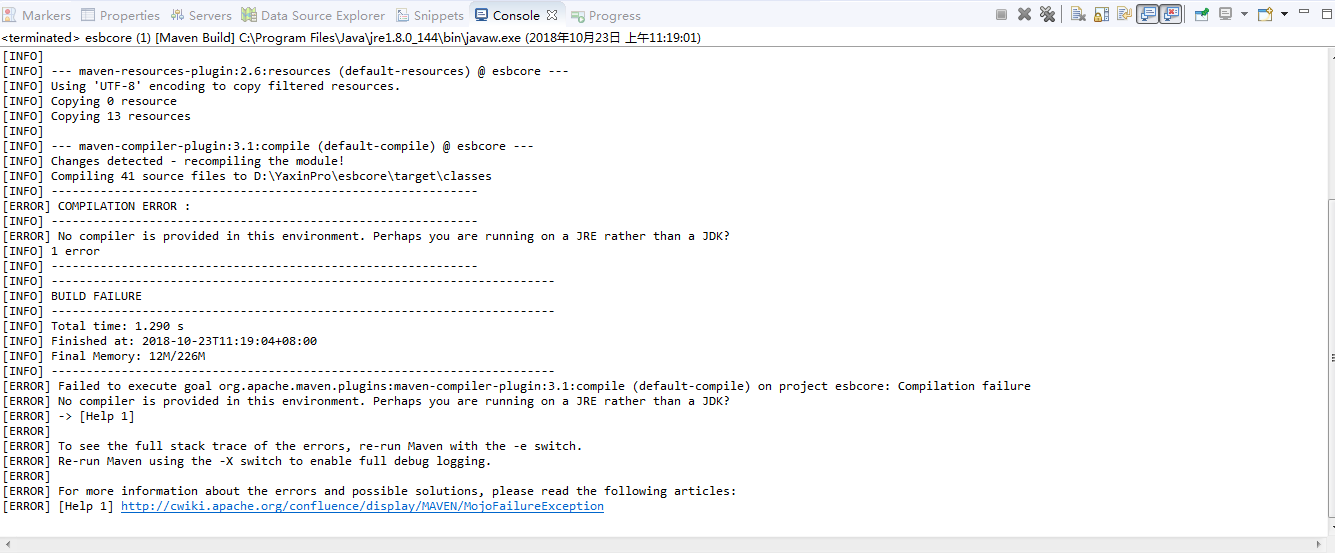 Markers Properties Servers Data Source Explorer Snippets Console Progress
<terminated> esbcore (1) [Maven Build] C:\Program Files\Java\jre1.8.0_144\bin\javaw.exe (2018年10月23日 上午11:19:01)
[INFO]
[INFO] --- maven-resources-plugin:2.6:resources (default-resources) @ esbcore ---
[INFO] Using 'UTF-8' encoding to copy filtered resources.
[INFO] Copying 0 resource
[INFO] Copying 13 resources
[INFO]
[INFO] --- maven-compiler-plugin:3.1:compile (default-compile) @ esbcore ---
[INFO] Changes detected - recompiling the module!
[INFO] Compiling 41 source files to D:\YaxinPro\esbcore\target\classes
[INFO] -------------------------------------------------------------
[ERROR] COMPILATION ERROR :
[INFO] -------------------------------------------------------------
[ERROR] No compiler is provided in this environment. Perhaps you are running on a JRE rather than a JDK?
[INFO] 1 error
[INFO] -------------------------------------------------------------
[INFO] ------------------------------------------------------------------------
[INFO] BUILD FAILURE
[INFO] ------------------------------------------------------------------------
[INFO] Total time: 1.290 s
[INFO] Finished at: 2018-10-23T11:19:04+08:00
[INFO] Final Memory: 12M/226M
[INFO] ------------------------------------------------------------------------
[ERROR] Failed to execute goal org.apache.maven.plugins:maven-compiler-plugin:3.1:compile (default-compile) on project esbcore: Compilation failure
[ERROR] No compiler is provided in this environment. Perhaps you are running on a JRE rather than a JDK?
[ERROR] -> [Help 1]
[ERROR]
[ERROR] To see the full stack trace of the errors, re-run Maven with the -e switch.
[ERROR] Re-run Maven using the -X switch to enable full debug logging.
[ERROR]
[ERROR] For more information about the errors and possible solutions, please read the following articles:
[ERROR] [Help 1] http://cwiki.apache.org/confluence/display/MAVEN/MojoFailureException